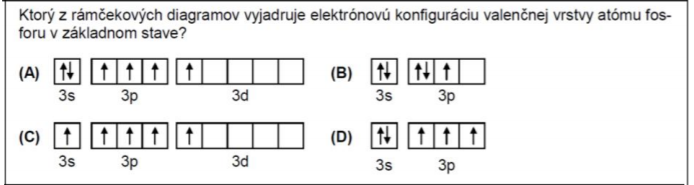 Ktorý z rámčekových diagramov vyjadruje elektrónovú konfiguráciu valenčnej vrstvy atómu fos-
foru v základnom stave?
(A) ↑↓ ↑ ↑ ↑ ↑ (B) ↑↓ ↑↓ ↑
3s 3p 3d 3s 3p
(C) ↑ ↑ ↑ ↑ ↑ (D) ↑↓ ↑ ↑ ↑
3s 3p 3d 3s 3p